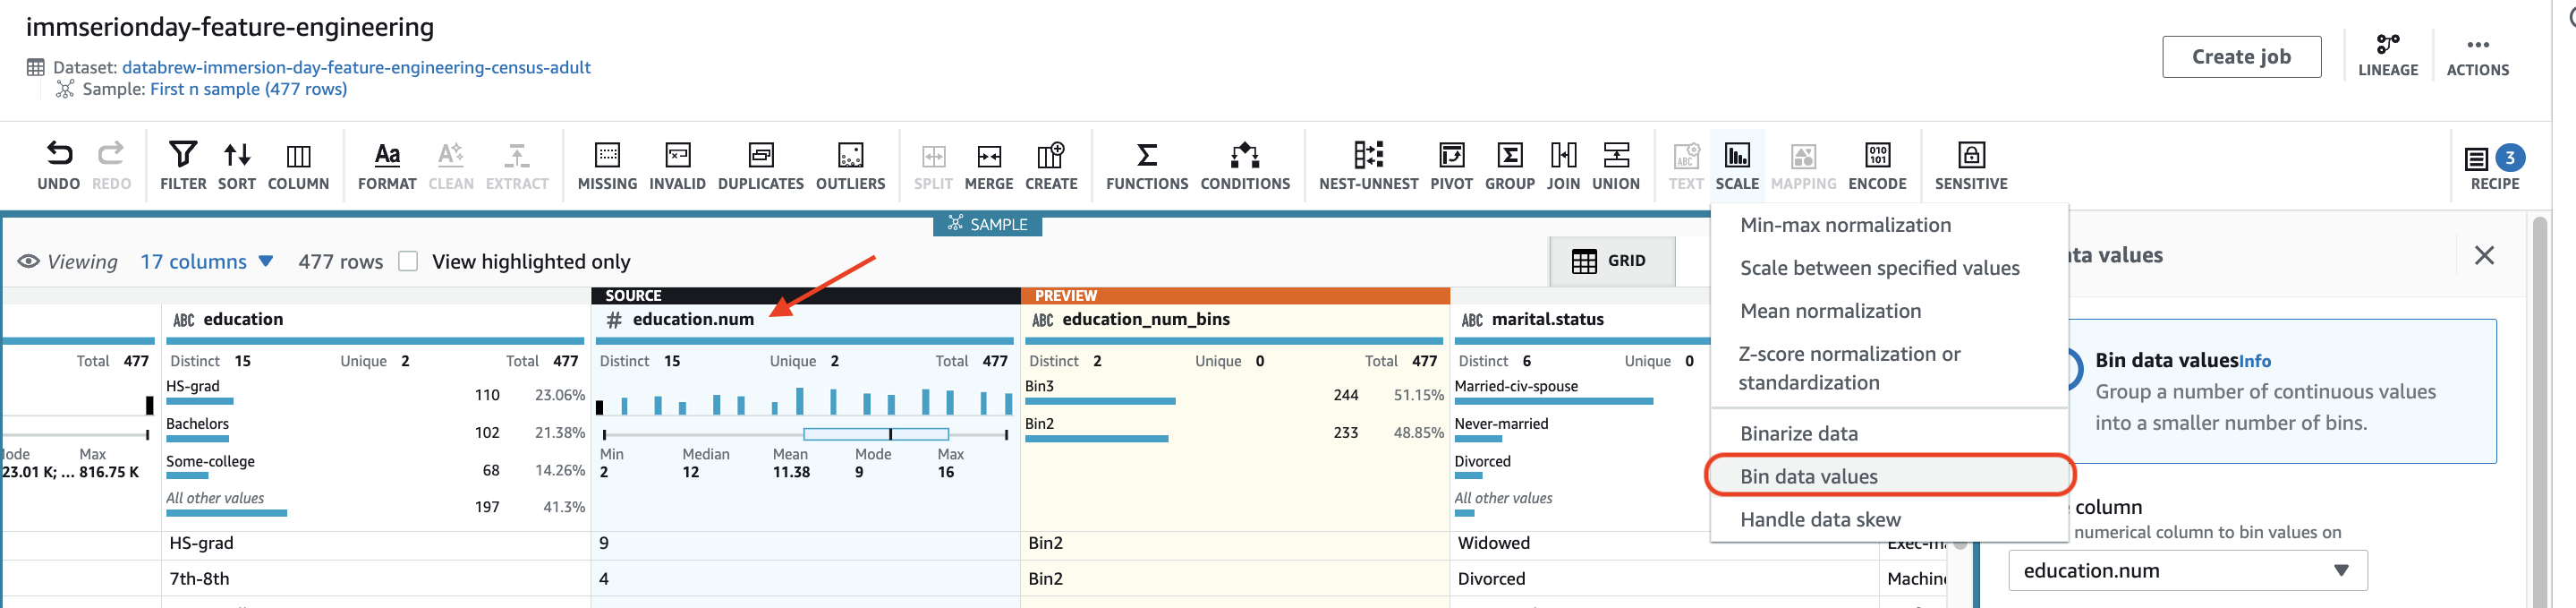 immserionday-feature-engineering
Dataset: databrew-immersion-day-feature-engineering-census-adult
Sample: First n sample (477 rows)
Create job
LINEAGE
ACTIONS
UNDO REDO FILTER SORT COLUMN FORMAT CLEAN EXTRACT MISSING INVALID DUPLICATES OUTLIERS SPLIT MERGE CREATE FUNCTIONS CONDITIONS NEST-UNNEST PIVOT GROUP JOIN UNION TEXT SCALE MAPPING ENCODE SENSITIVE RECIPE 3
SAMPLE
Viewing 17 columns 477 rows View highlighted only
GRID
Total 477
Max
23.01 K; ... 816.75 K
ABC education
Distinct 15 Unique 2 Total 477
HS-grad 110 23.06%
Bachelors 102 21.38%
Some-college 68 14.26%
All other values 197 41.3%
HS-grad
7th-8th
SOURCE
# education.num
Distinct 15 Unique 2 Total 477
Min Median Mean Mode Max
2 12 11.38 9 16
9
4
PREVIEW
ABC education_num_bins
Distinct 2 Unique 0 Total 477
Bin3 244 51.15%
Bin2 233 48.85%
Bin2
Bin2
ABC marital.status
Distinct 6 Unique 0
Married-civ-spouse
Never-married
Divorced
All other values
Widowed
Divorced
Machin
Min-max normalization
Scale between specified values
Mean normalization
Z-score normalization or
standardization
Binarize data
Bin data values
Handle data skew
ta values
Bin data values Info
Group a number of continuous values
into a smaller number of bins.
column
numerical column to bin values on
education.num